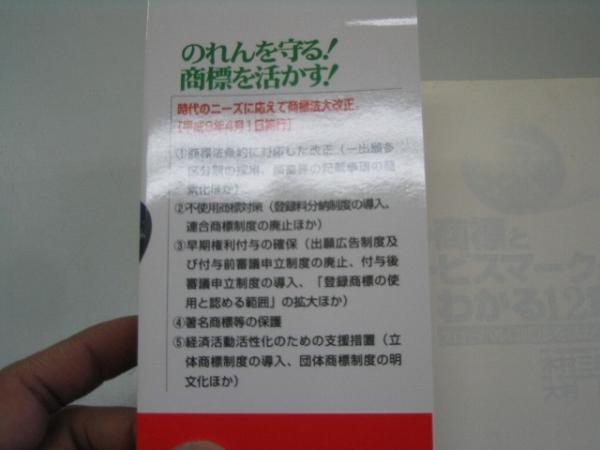 のれんを守る!
商標を活かす!
時代のニーズに応えて商標法大改正。
「平成9年4月1日施行」
①商標法条約に対応した改正(一出願多
区分制の採用、願書等の記載事項の簡
素化ほか)
②不使用商標対策(登録料分納制度の導入、
連合商標制度の廃止ほか)
③早期権利付与の確保(出願広告制度及
び付与前審議申立制度の廃止、付与後
審議申立制度の導入、「登録商標の使
用と認める範囲」の拡大ほか)
④著名商標等の保護
⑤経済活動活性化のための支援措置(立
体商標制度の導入、団体商標制度の明
文化ほか)
商標と
ビスマーク
わかる!